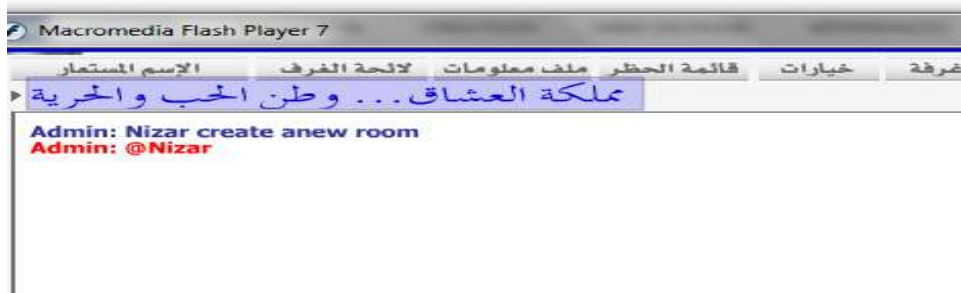 Macromedia Flash Player 7
غرفة خيارات قائمة الحظر ملف معلومات لائحة الغرف الإسم المستعار
مملكة العشاق... وطن الحب والحرية
Admin: Nizar create anew room
Admin: @Nizar